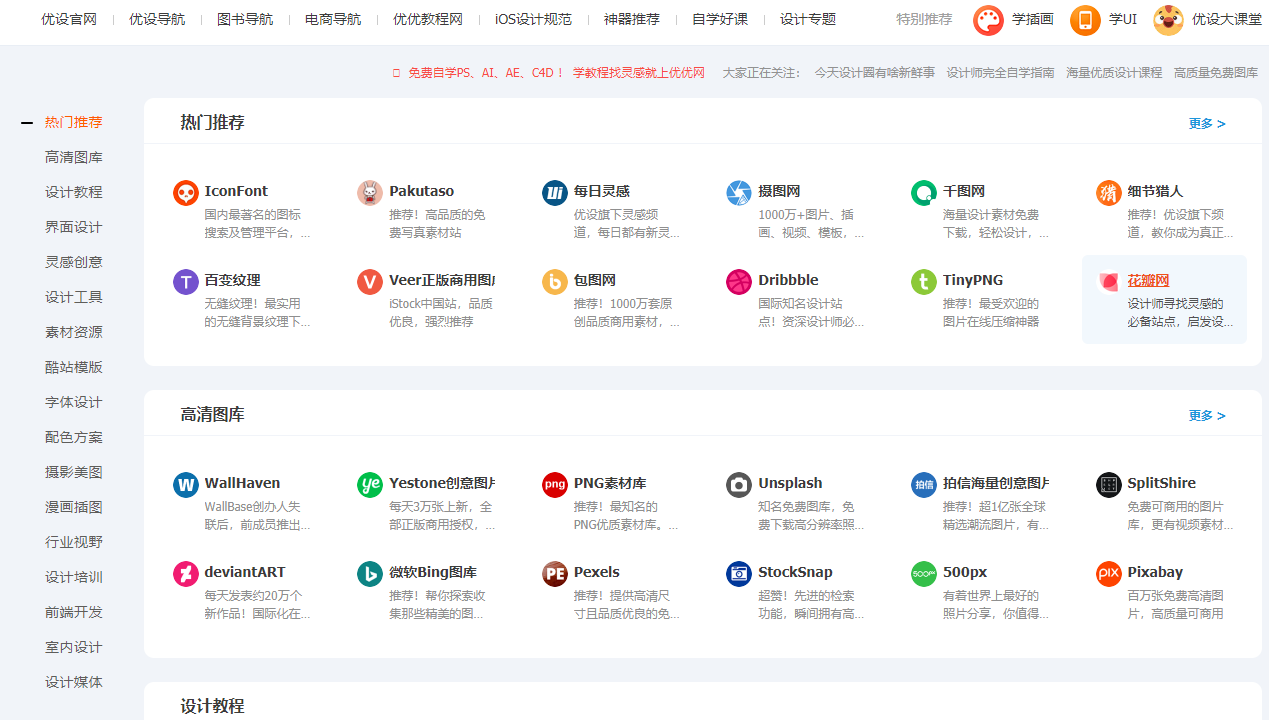 优设官网 优设导航 图书导航 电商导航 优优教程网 iOS设计规范 神器推荐 自学好课 设计专题 特别推荐 学插画 学UI 优设大课堂
免费自学PS、AI、AE、C4D！ 学教程找灵感就上优优网 大家正在关注： 今天设计圈有啥新鲜事 设计师完全自学指南 海量优质设计课程 高质量免费图库
热门推荐
高清图库
设计教程
界面设计
灵感创意
设计工具
素材资源
酷站模版
字体设计
配色方案
摄影美图
漫画插图
行业视野
设计培训
前端开发
室内设计
设计媒体
热门推荐 更多 >
IconFont
国内最著名的图标
搜索及管理平台，...
Pakutaso
推荐！高品质的免
费写真素材站
每日灵感
优设旗下灵感频
道，每日都有新灵...
摄图网
1000万+图片、插
画、视频、模板，...
千图网
海量设计素材免费
下载，轻松设计，...
猎
细节猎人
推荐！优设旗下频
道，教你成为真正...
T
百变纹理
无缝纹理！最实用
的无缝背景纹理下...
V
Veer正版商用图库
iStock中国站，品质
优良，强烈推荐
b
包图网
推荐！1000万套原
创品质商用素材，...
Dribbble
国际知名设计站
点！资深设计师必...
t
TinyPNG
推荐！最受欢迎的
图片在线压缩神器
花瓣网
设计师寻找灵感的
必备站点，启发设...
高清图库 更多 >
W
WallHaven
WallBase创办人失
联后，前成员推出...
ye
Yestone创意图片
每天3万张上新，全
部正版商用授权，...
png
PNG素材库
推荐！最知名的
PNG优质素材库。...
Unsplash
知名免费图库，免
费下载高分辨率照...
拍信
拍信海量创意图片
推荐！超1亿张全球
精选潮流图片，有...
SplitShire
免费可商用的图片
库，更有视频素材...
deviantART
每天发表约20万个
新作品！国际化在...
b
微软Bing图库
推荐！帮你探索收
集那些精美的图...
PE
Pexels
推荐！提供高清尺
寸且品质优良的免...
StockSnap
超赞！先进的检索
功能，瞬间拥有高...
500PX
500px
有着世界上最好的
照片分享，你值得...
PIX
Pixabay
百万张免费高清图
片，高质量可商用
设计教程